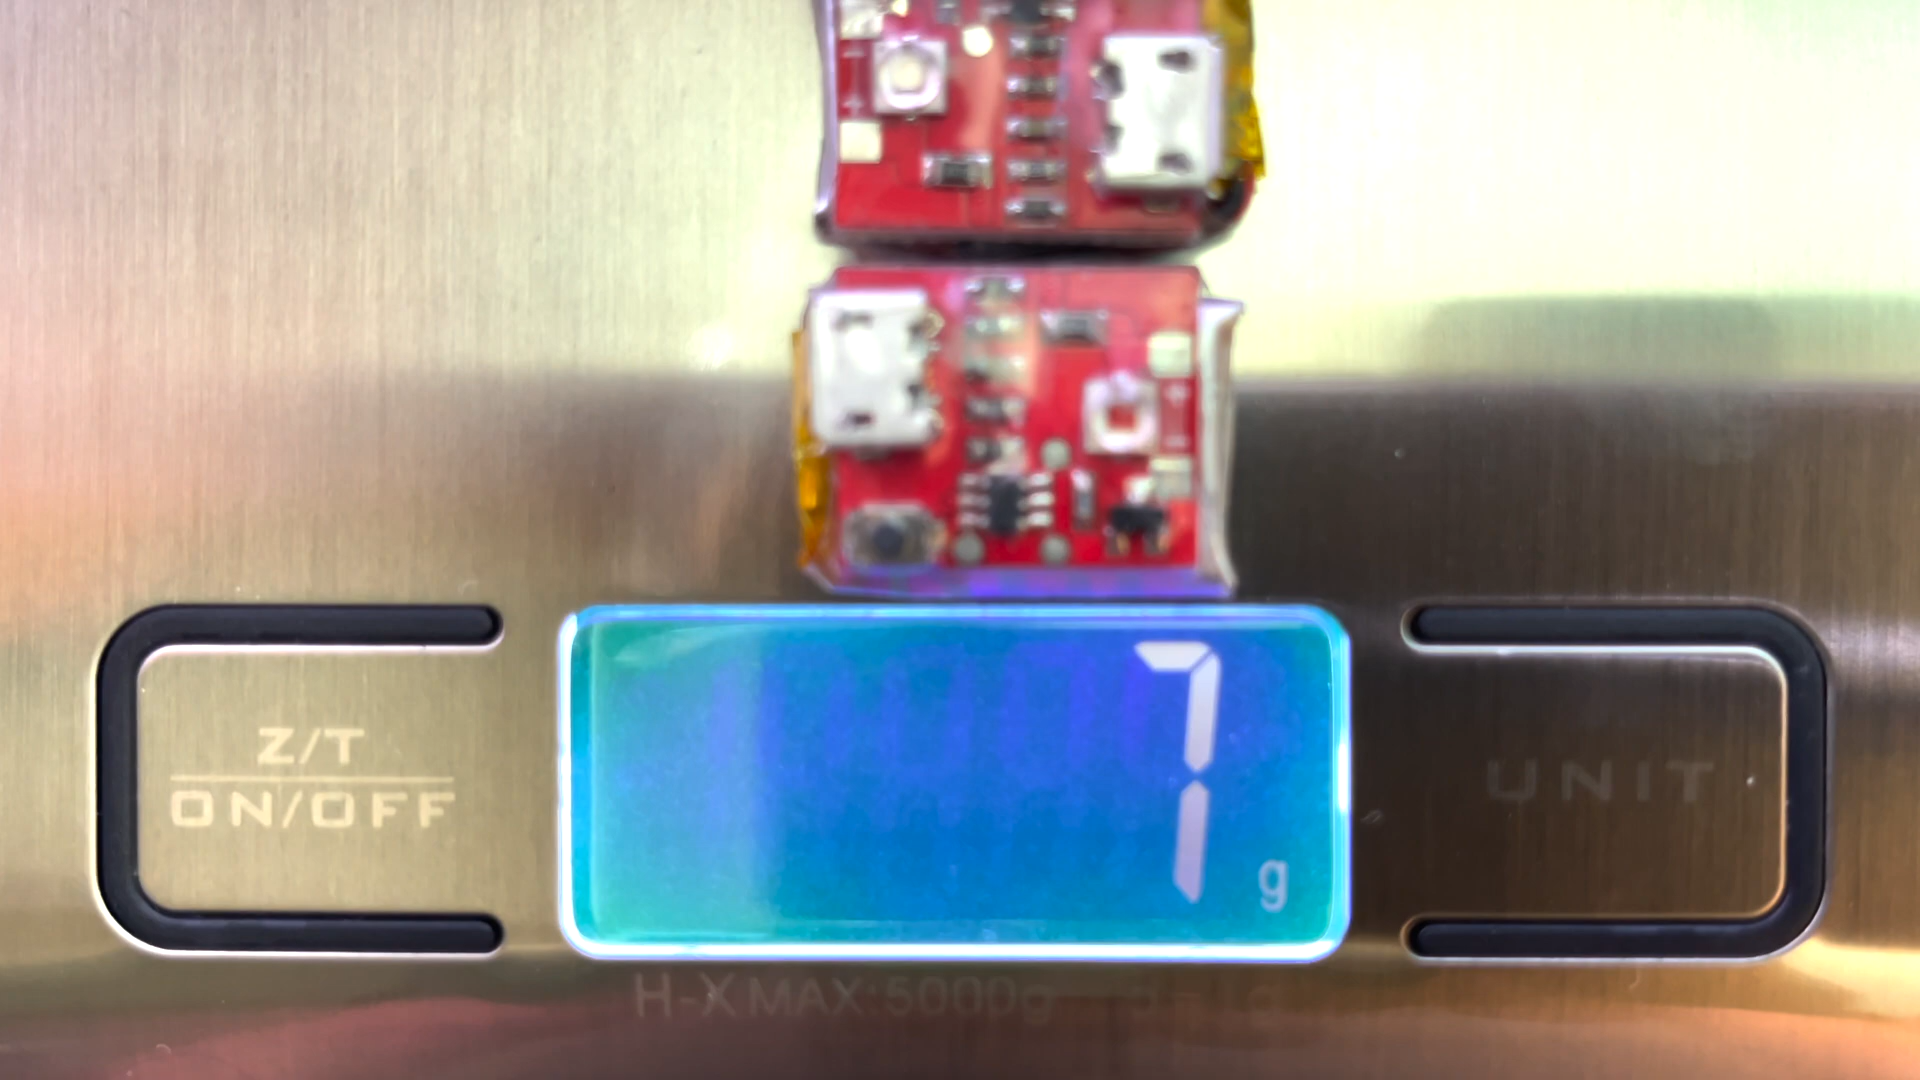 7
g
Z/T
ON/OFF
UNIT
H-X MAX:5000g